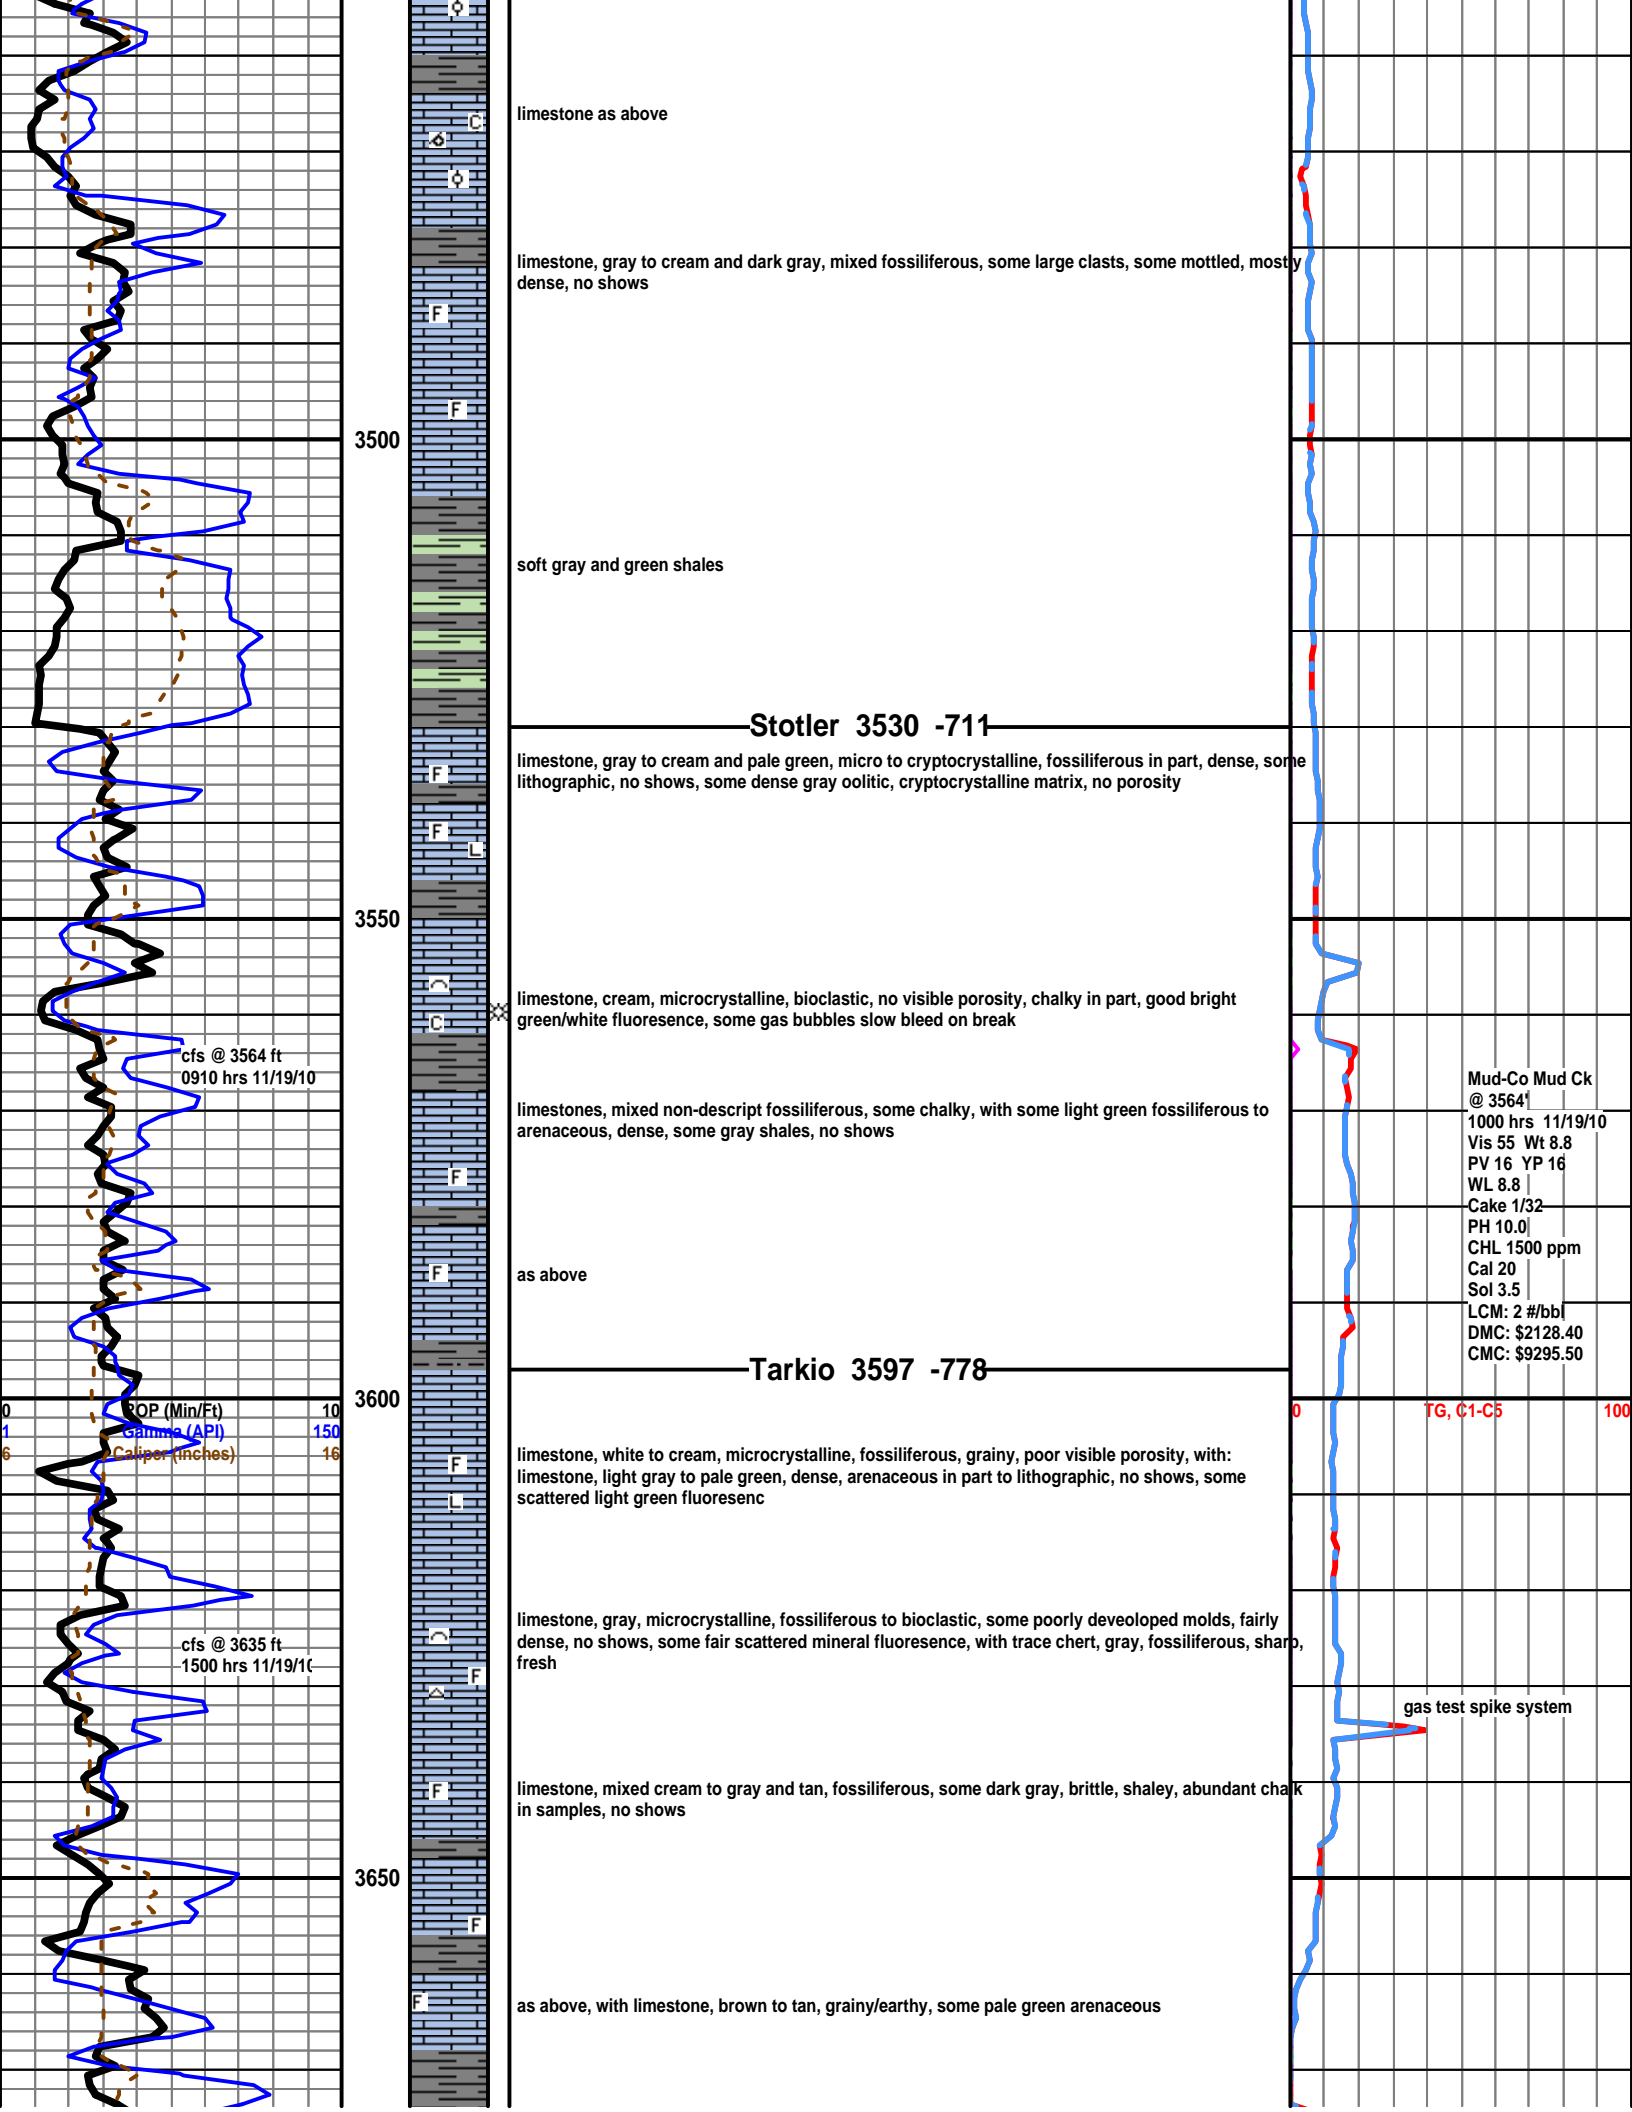 limestone as above
limestone, gray to cream and dark gray, mixed fossiliferous, some large clasts, some mottled, mostly
dense, no shows
3500
soft gray and green shales
Stotler 3530 -711
limestone, gray to cream and pale green, micro to cryptocrystalline, fossiliferous in part, dense, some
lithographic, no shows, some dense gray oolitic, cryptocrystalline matrix, no porosity
3550
limestone, cream, microcrystalline, bioclastic, no visible porosity, chalky in part, good bright
green/white fluoresence, some gas bubbles slow bleed on break
cfs @ 3564 ft
0910 hrs 11/19/10
Mud-Co Mud Ck
@ 3564'
1000 hrs 11/19/10
Vis 55 Wt 8.8
PV 16 YP 16
WL 8.8
Cake 1/32
PH 10.0
CHL 1500 ppm
Cal 20
Sol 3.5
LCM: 2 #/bbl
DMC: $2128.40
CMC: $9295.50
limestones, mixed non-descript fossiliferous, some chalky, with some light green fossiliferous to
arenaceous, dense, some gray shales, no shows
as above
Tarkio 3597 -778
3600
0 ROP (Min/Ft) 10
1 Gamma (API) 150
6 Caliper (inches) 16
0 TG, C1-C5 100
limestone, white to cream, microcrystalline, fossiliferous, grainy, poor visible porosity, with:
limestone, light gray to pale green, dense, arenaceous in part to lithographic, no shows, some
scattered light green fluoresenc
limestone, gray, microcrystalline, fossiliferous to bioclastic, some poorly deveoloped molds, fairly
dense, no shows, some fair scattered mineral fluoresence, with trace chert, gray, fossiliferous, sharp,
fresh
cfs @ 3635 ft
1500 hrs 11/19/10
gas test spike system
limestone, mixed cream to gray and tan, fossiliferous, some dark gray, brittle, shaley, abundant chalk
in samples, no shows
3650
as above, with limestone, brown to tan, grainy/earthy, some pale green arenaceous
C
F
F
F
F
L
C
F
F
F
L
F
F
F
F